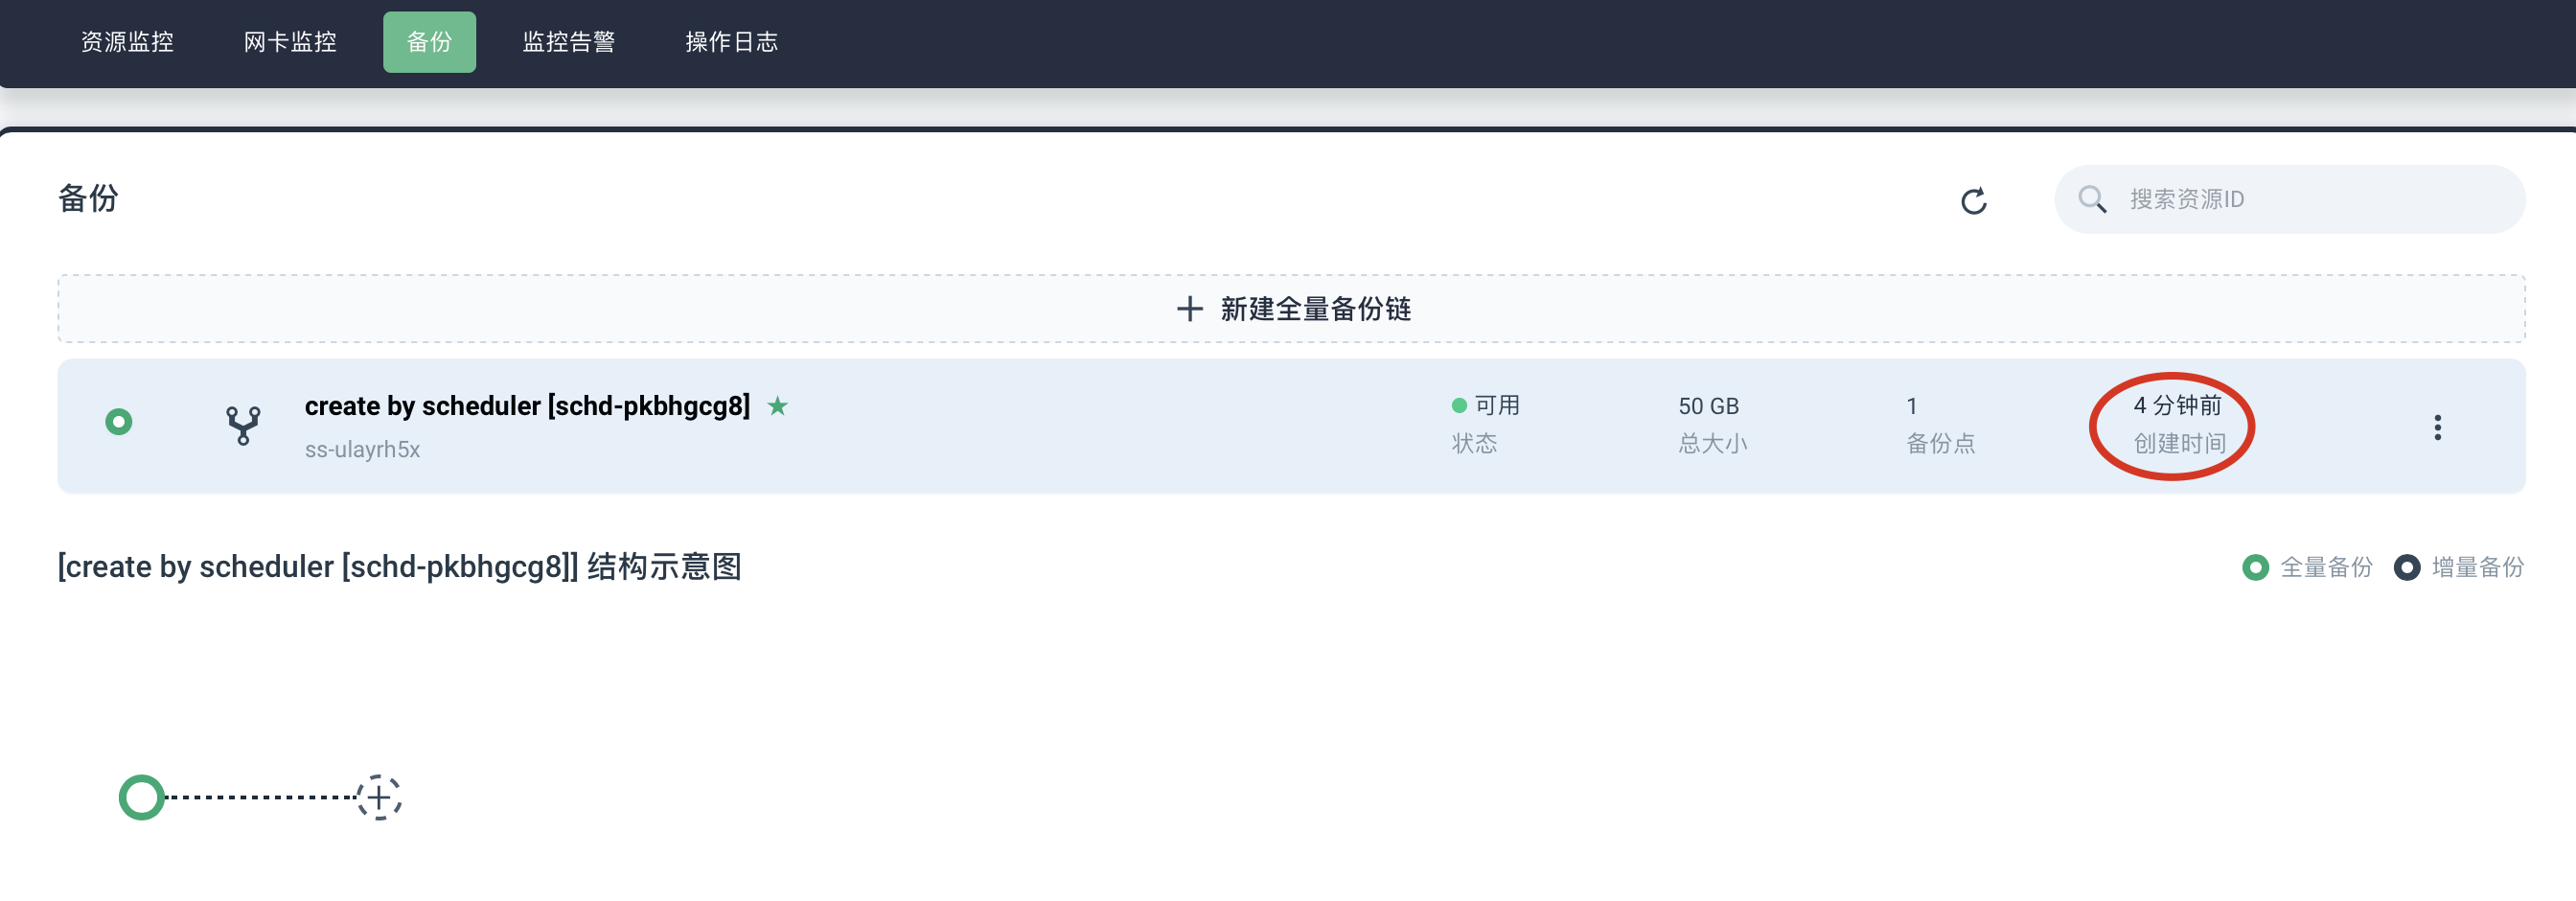 资源监控 网卡监控 备份 监控告警 操作日志
备份
搜索资源ID
新建全量备份链
create by scheduler [schd-pkbhgcg8]
ss-ulayrh5x
可用
状态
50 GB
总大小
1
备份点
4 分钟前
创建时间
[create by scheduler [schd-pkbhgcg8]] 结构示意图
全量备份 增量备份